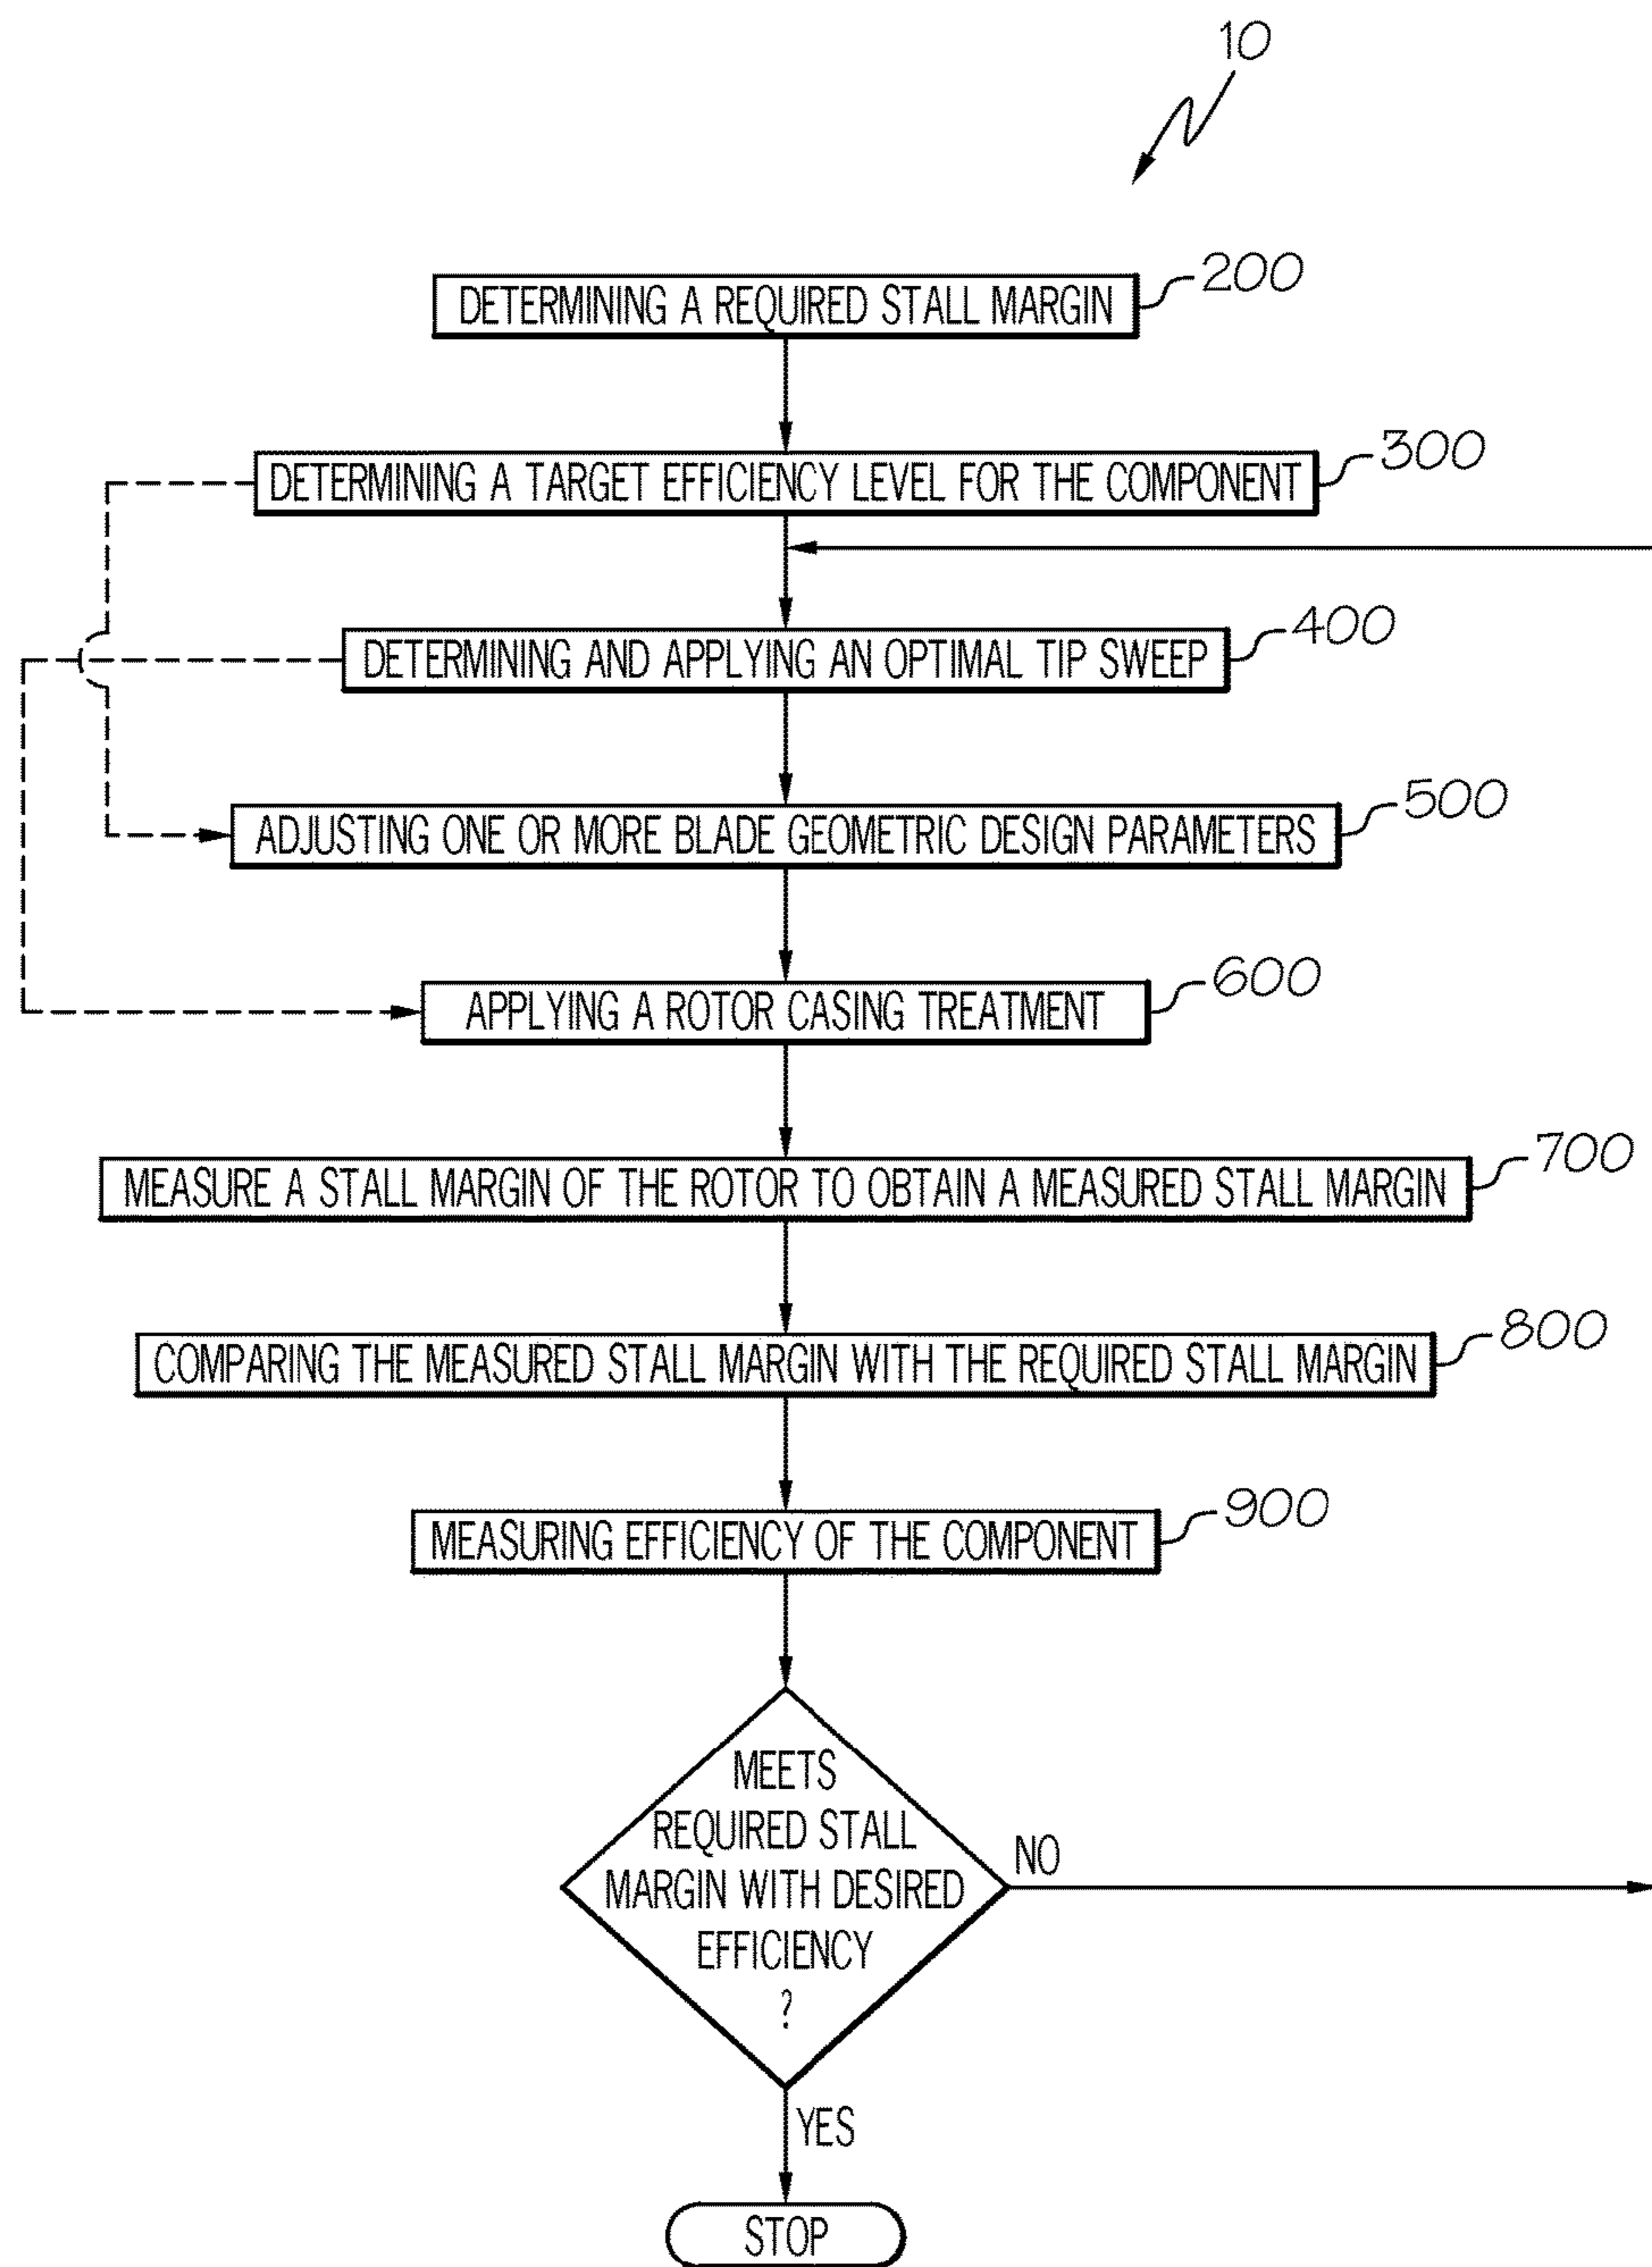 10
DETERMINING A REQUIRED STALL MARGIN
200
DETERMINING A TARGET EFFICIENCY LEVEL FOR THE COMPONENT
300
DETERMINING AND APPLYING AN OPTIMAL TIP SWEEP
400
ADJUSTING ONE OR MORE BLADE GEOMETRIC DESIGN PARAMETERS
500
APPLYING A ROTOR CASING TREATMENT
600
MEASURE A STALL MARGIN OF THE ROTOR TO OBTAIN A MEASURED STALL MARGIN
700
COMPARING THE MEASURED STALL MARGIN WITH THE REQUIRED STALL MARGIN
800
MEASURING EFFICIENCY OF THE COMPONENT
900
MEETS
REQUIRED STALL
MARGIN WITH DESIRED
EFFICIENCY
?
NO
YES
STOP